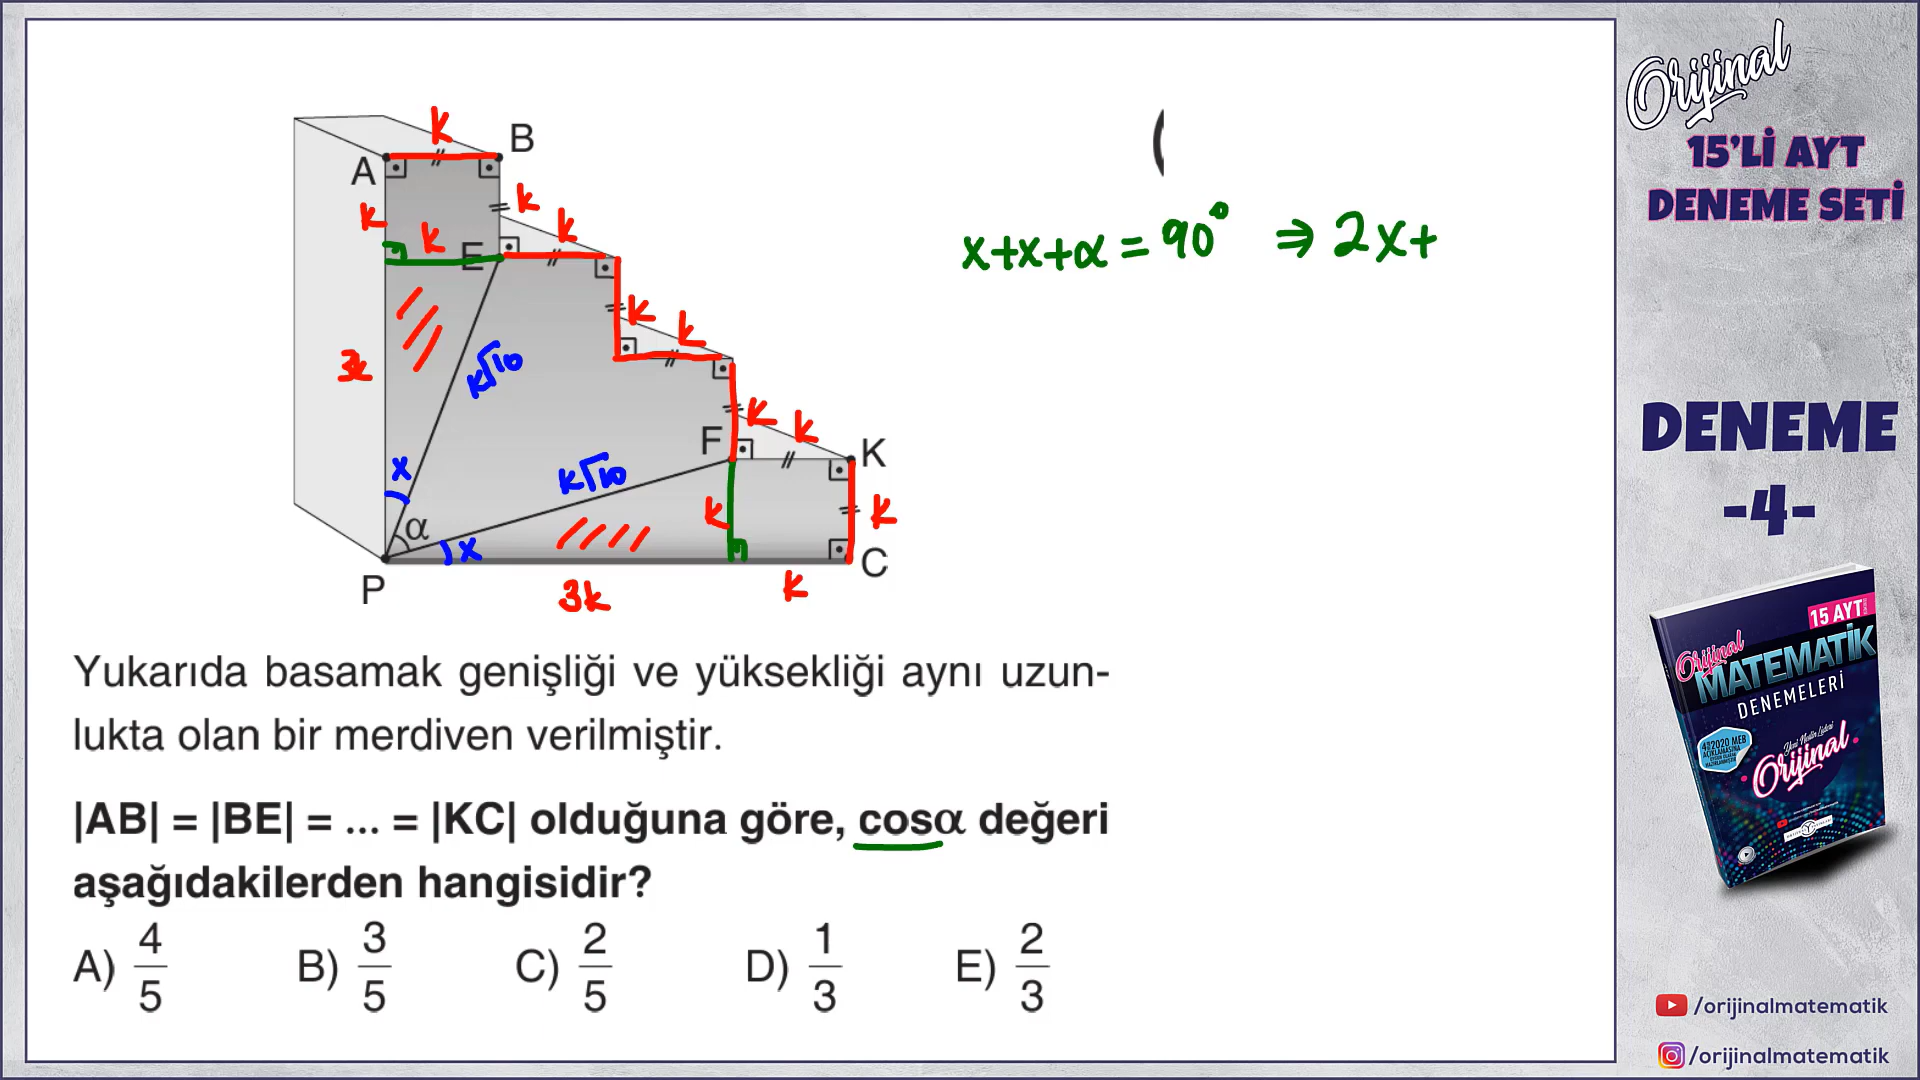 k
B
A
k
k
k
k
E
k
k
3k
k√10
k
k
F
K
x
k√10
k
k
α
x
P
C
3k
k
(
x+x+α = 90° ⇒ 2x+
Yukarıda basamak genişliği ve yüksekliği aynı uzun-
lukta olan bir merdiven verilmiştir.
|AB| = |BE| = ... = |KC| olduğuna göre, cosα değeri
aşağıdakilerden hangisidir?
A) 4/5 B) 3/5 C) 2/5 D) 1/3 E) 2/3
Orijinal
15'Lİ AYT
DENEME SETİ
DENEME
-4-
15 AYT
Orijinal
MATEMATİK
DENEMELERİ
Orijinal
/orijinalmatematik
/orijinalmatematik